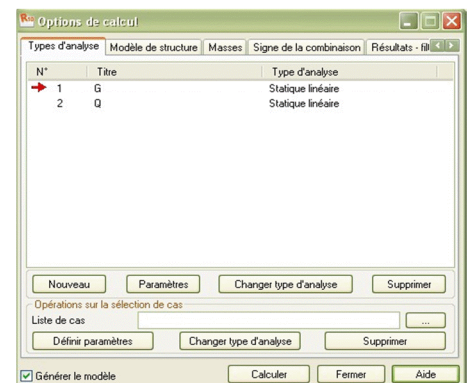 Options de calcul
Types d'analyse Modèle de structure Masses Signe de la combinaison Résultats - filt
N° Titre Type d'analyse
1 G Statique linéaire
2 Q Statique linéaire
Nouveau Paramètres Changer type d'analyse Supprimer
Opérations sur la sélection de cas
Liste de cas ...
Définir paramètres Changer type d'analyse Supprimer
Générer le modèle Calculer Fermer Aide